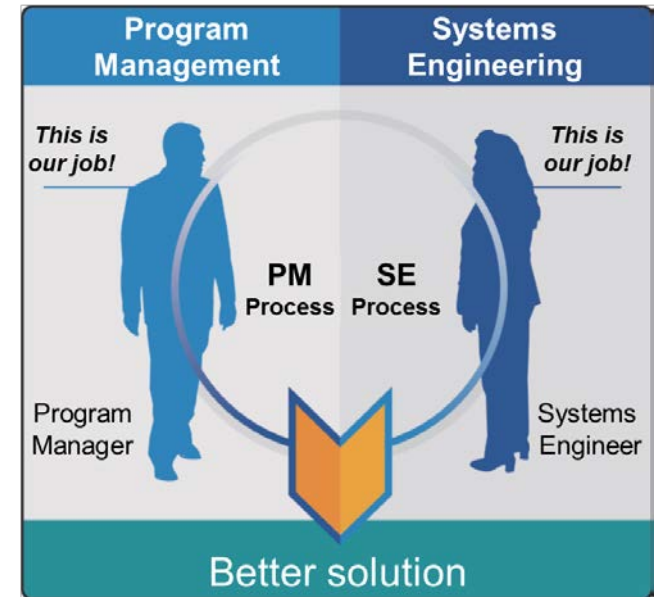 Program
Management
Systems
Engineering
This is
our job!
This is
our job!
PM
Process
SE
Process
Program
Manager
Systems
Engineer
Better solution